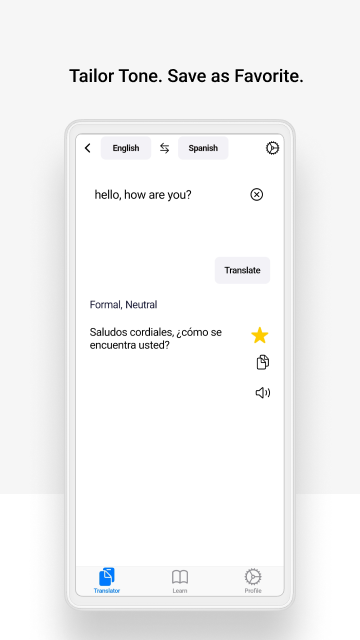 Tailor Tone. Save as Favorite.
English
Spanish
hello, how are you?
Translate
Formal, Neutral
Saludos cordiales, ¿cómo se
encuentra usted?
Translator
Learn
Profile